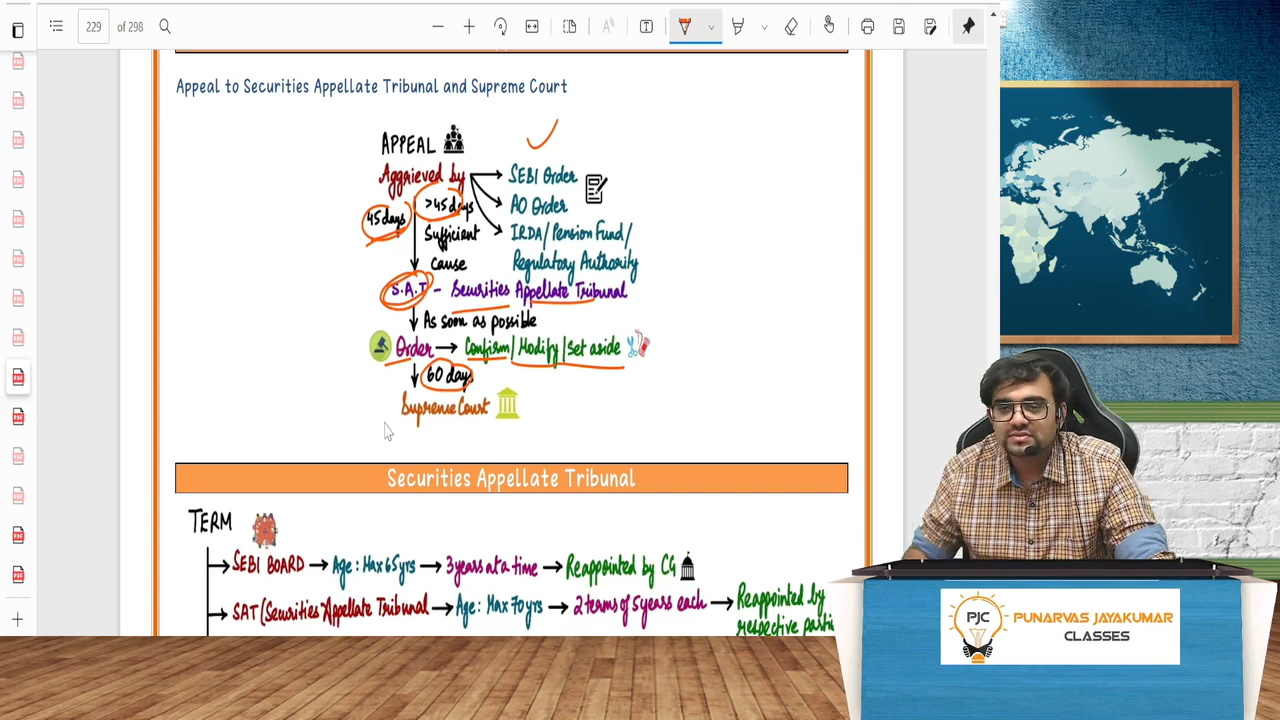 229 of 298
Appeal to Securities Appellate Tribunal and Supreme Court
APPEAL
Aggrieved by
SEBI Order
45 days
>45 days
AO Order
Sufficient
IRDA/Pension Fund/
cause
Regulatory Authority
S.A.T - Securities Appellate Tribunal
As soon as possible
Order Confirm/Modify/Set aside
60 days
Supreme Court
Securities Appellate Tribunal
TERM
SEBI BOARD Age: Max 65yrs 3 years at a time Reappointed by CG
SAT (Securities Appellate Tribunal Age: Max 70yrs 2 terms of 5 years each Reappointed by
respective
PJC
PUNARVAS JAYAKUMAR
CLASSES